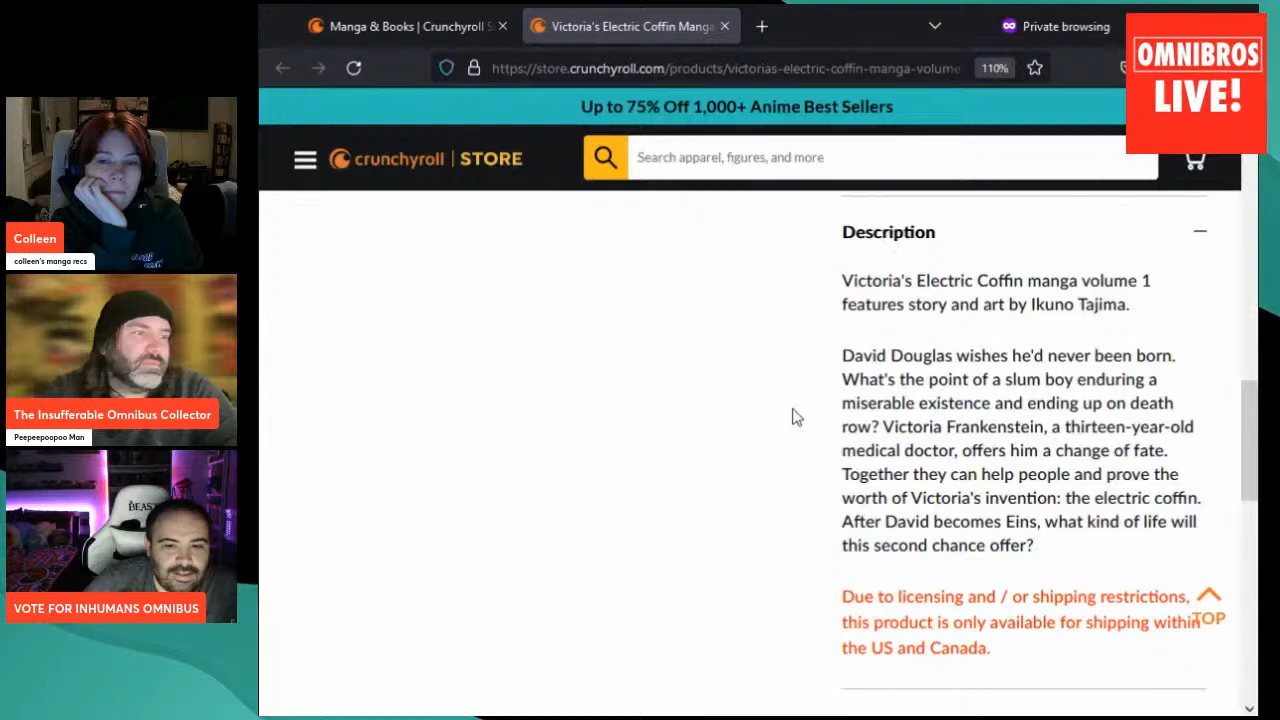 Manga & Books | Crunchyroll S
Victoria's Electric Coffin Manga
Private browsing
https://store.crunchyroll.com/products/victorias-electric-coffin-manga-volume
110%
OMNIBROS
LIVE!
Up to 75% Off 1,000+ Anime Best Sellers
crunchyroll | STORE
Search apparel, figures, and more
Description
Victoria's Electric Coffin manga volume 1
features story and art by Ikuno Tajima.
David Douglas wishes he'd never been born.
What's the point of a slum boy enduring a
miserable existence and ending up on death
row? Victoria Frankenstein, a thirteen-year-old
medical doctor, offers him a change of fate.
Together they can help people and prove the
worth of Victoria's invention: the electric coffin.
After David becomes Eins, what kind of life will
this second chance offer?
Due to licensing and / or shipping restrictions,
this product is only available for shipping within
the US and Canada.
TOP
Colleen
colleen's manga recs
The Insufferable Omnibus Collector
Peepeepoopoo Man
BEAST
VOTE FOR INHUMANS OMNIBUS